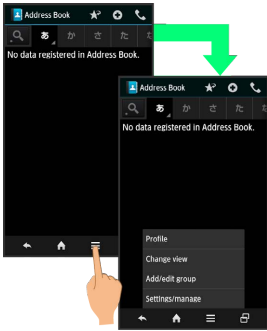 Address Book
あ か さ た
No data registered in Address Book.
Address Book
あ か さ た
No data registered in Address Book.
Profile
Change view
Add/edit group
Settings/manage